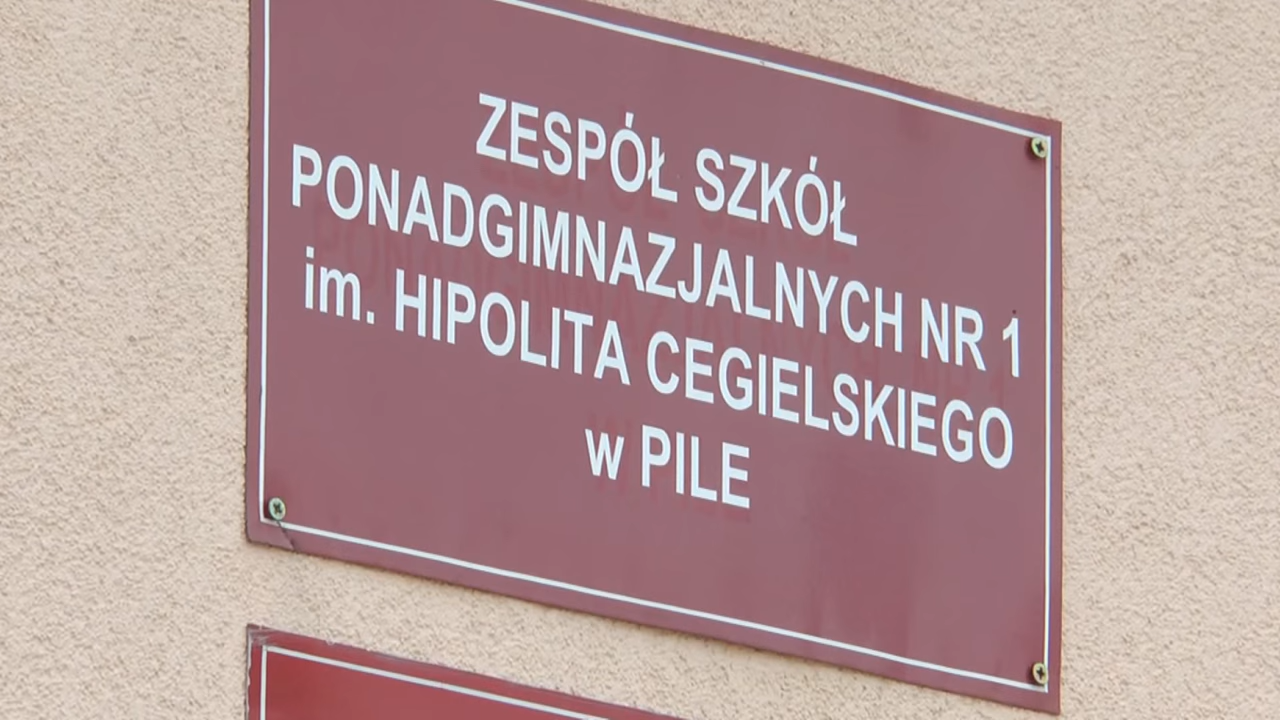 ZESPÓŁ SZKÓŁ
PONADGIMNAZJALNYCH NR 1
im. HIPOLITA CEGIELSKIEGO
w PILE